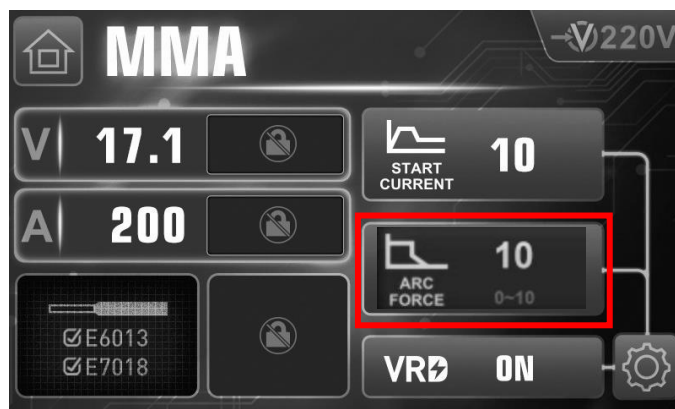 MMA
220V
V 17.1
START
CURRENT
10
A 200
ARC
FORCE
10
0~10
E6013
E7018
VRD ON